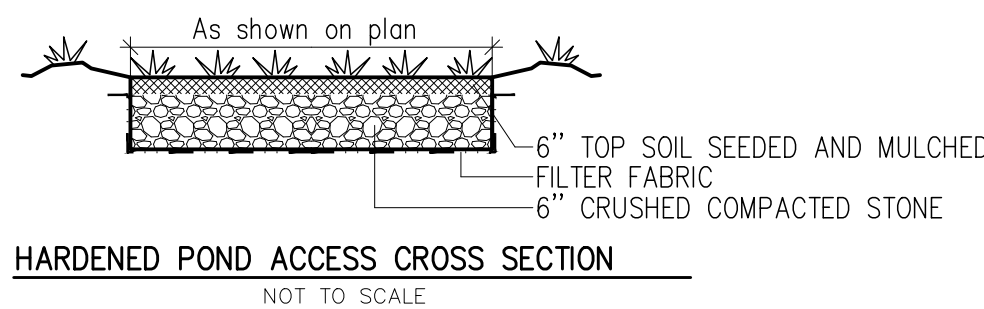 As shown on plan
6” TOP SOIL SEEDED AND MULCHED
FILTER FABRIC
6” CRUSHED COMPACTED STONE
HARDENED POND ACCESS CROSS SECTION
NOT TO SCALE